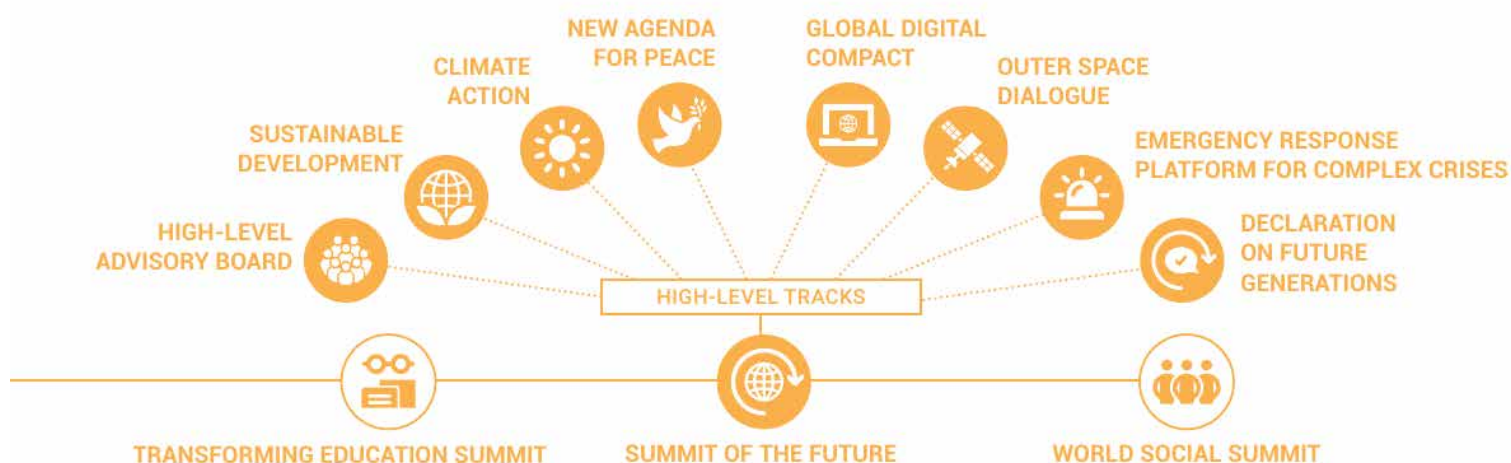 NEW AGENDA
FOR PEACE
GLOBAL DIGITAL
COMPACT
CLIMATE
ACTION
OUTER SPACE
DIALOGUE
SUSTAINABLE
DEVELOPMENT
EMERGENCY RESPONSE
PLATFORM FOR COMPLEX CRISES
HIGH-LEVEL
ADVISORY BOARD
DECLARATION
ON FUTURE
GENERATIONS
HIGH-LEVEL TRACKS
TRANSFORMING EDUCATION SUMMIT
SUMMIT OF THE FUTURE
WORLD SOCIAL SUMMIT